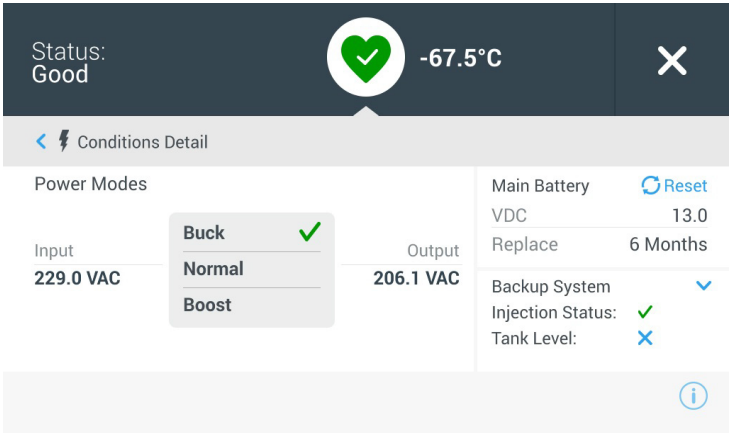 Status:
Good
-67.5°C
Conditions Detail
Power Modes
Input
229.0 VAC
Buck
Normal
Boost
Output
206.1 VAC
Main Battery
Reset
VDC
13.0
Replace
6 Months
Backup System
Injection Status:
Tank Level:
i